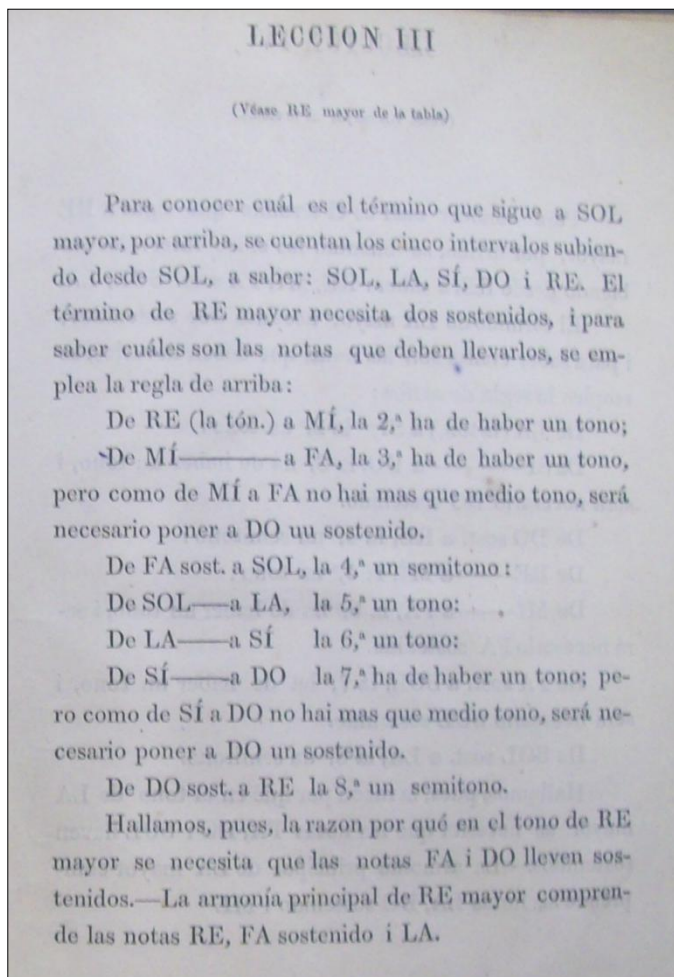 LECCION III
(Véase RE mayor de la tabla)
Para conocer cuál es el término que sigue a SOL
mayor, por arriba, se cuentan los cinco intervalos subien-
do desde SOL, a saber: SOL, LA, SÍ, DO i RE. El
término de RE mayor necesita dos sostenidos, i para
saber cuáles son las notas que deben llevarlos, se em-
plea la regla de arriba:
De RE (la tón.) a MÍ, la 2,ª ha de haber un tono;
De MÍ——a FA, la 3,ª ha de haber un tono,
pero como de MÍ a FA no hai mas que medio tono, será
necesario poner a DO uu sostenido.
De FA sost. a SOL, la 4,ª un semitono:
De SOL—a LA, la 5,ª un tono:
De LA—a SÍ la 6,ª un tono:
De SÍ—a DO la 7,ª ha de haber un tono; pe-
ro como de SÍ a DO no hai mas que medio tono, será ne-
cesario poner a DO un sostenido.
De DO sost. a RE la 8,ª un semitono.
Hallamos, pues, la razon por qué en el tono de RE
mayor se necesita que las notas FA i DO lleven sos-
tenidos.—La armonía principal de RE mayor compren-
de las notas RE, FA sostenido i LA.